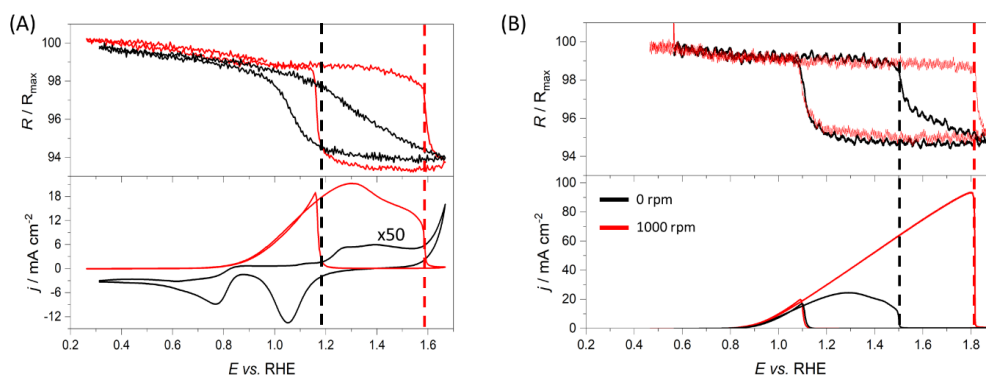 (A)
100
98
96
94
R / Rmax
18
12
6
0
-6
-12
j / mA cm-2
x50
0.2 0.4 0.6 0.8 1.0 1.2 1.4 1.6
E vs. RHE
(B)
100
98
96
94
R / Rmax
100
80
60
40
20
0
j / mA cm-2
0 rpm
1000 rpm
0.2 0.4 0.6 0.8 1.0 1.2 1.4 1.6 1.8
E vs. RHE